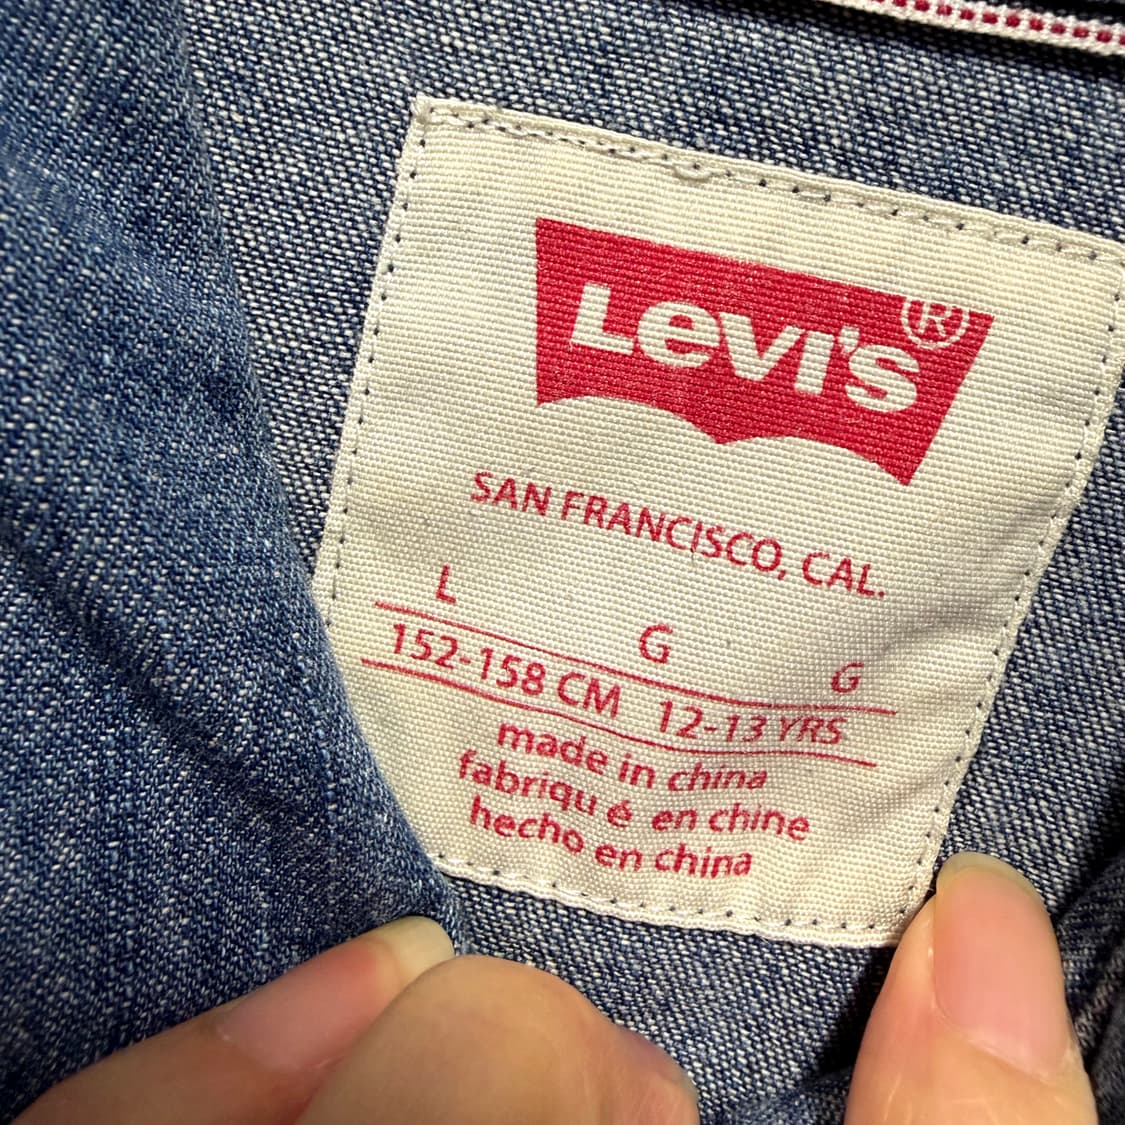 Levi's®
SAN FRANCISCO, CAL.
L G G
152-158 CM 12-13 YRS
made in china
fabriqu é en chine
hecho en china